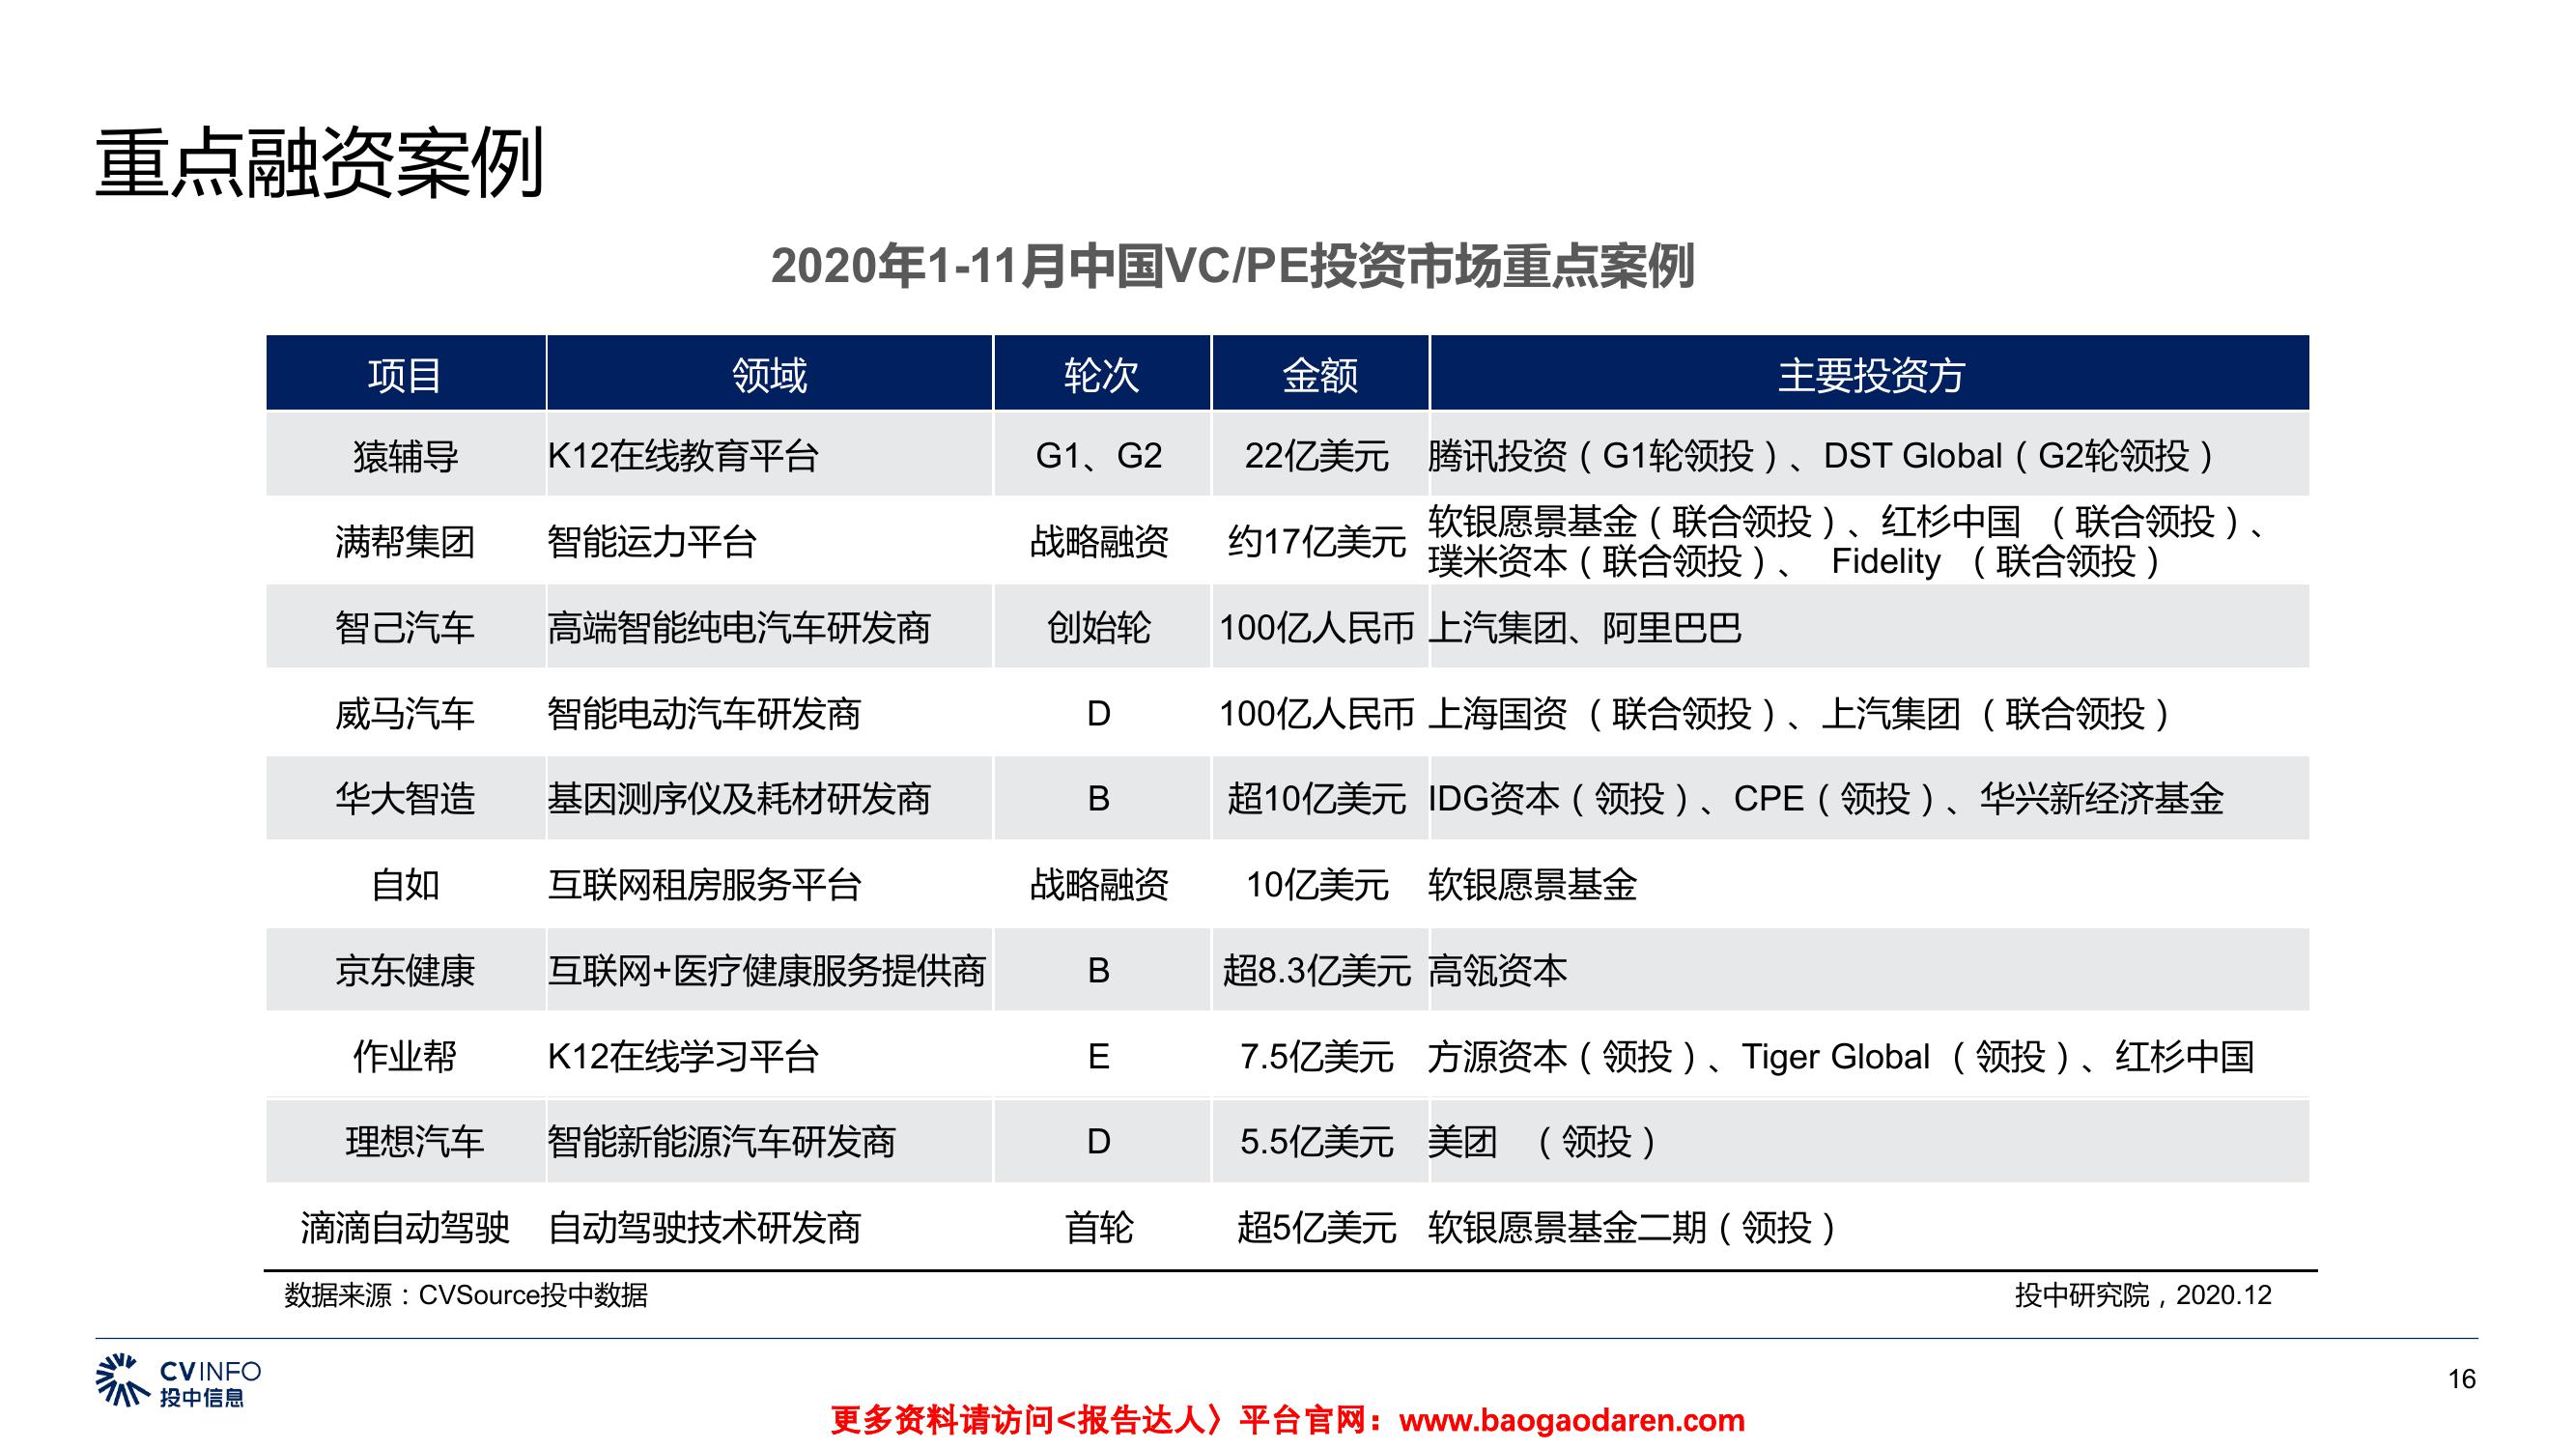 重点融资案例
2020年1-11月中国VC/PE投资市场重点案例
项目 领域 轮次 金额 主要投资方
猿辅导 K12在线教育平台 G1、G2 22亿美元 腾讯投资（G1轮领投）、DST Global（G2轮领投）
满帮集团 智能运力平台 战略融资 约17亿美元 软银愿景基金（联合领投）、红杉中国 （联合领投）、
璞米资本（联合领投）、 Fidelity （联合领投）
智己汽车 高端智能纯电汽车研发商 创始轮 100亿人民币 上汽集团、阿里巴巴
威马汽车 智能电动汽车研发商 D 100亿人民币 上海国资（联合领投）、上汽集团（联合领投）
华大智造 基因测序仪及耗材研发商 B 超10亿美元 IDG资本（领投）、CPE（领投）、华兴新经济基金
自如 互联网租房服务平台 战略融资 10亿美元 软银愿景基金
京东健康 互联网+医疗健康服务提供商 B 超8.3亿美元 高瓴资本
作业帮 K12在线学习平台 E 7.5亿美元 方源资本（领投）、Tiger Global（领投）、红杉中国
理想汽车 智能新能源汽车研发商 D 5.5亿美元 美团 （领投）
滴滴自动驾驶 自动驾驶技术研发商 首轮 超5亿美元 软银愿景基金二期（领投）
数据来源：CVSource投中数据 投中研究院，2020.12
CVINFO
投中信息
16
更多资料请访问<报告达人〉平台官网：www.baogaodaren.com